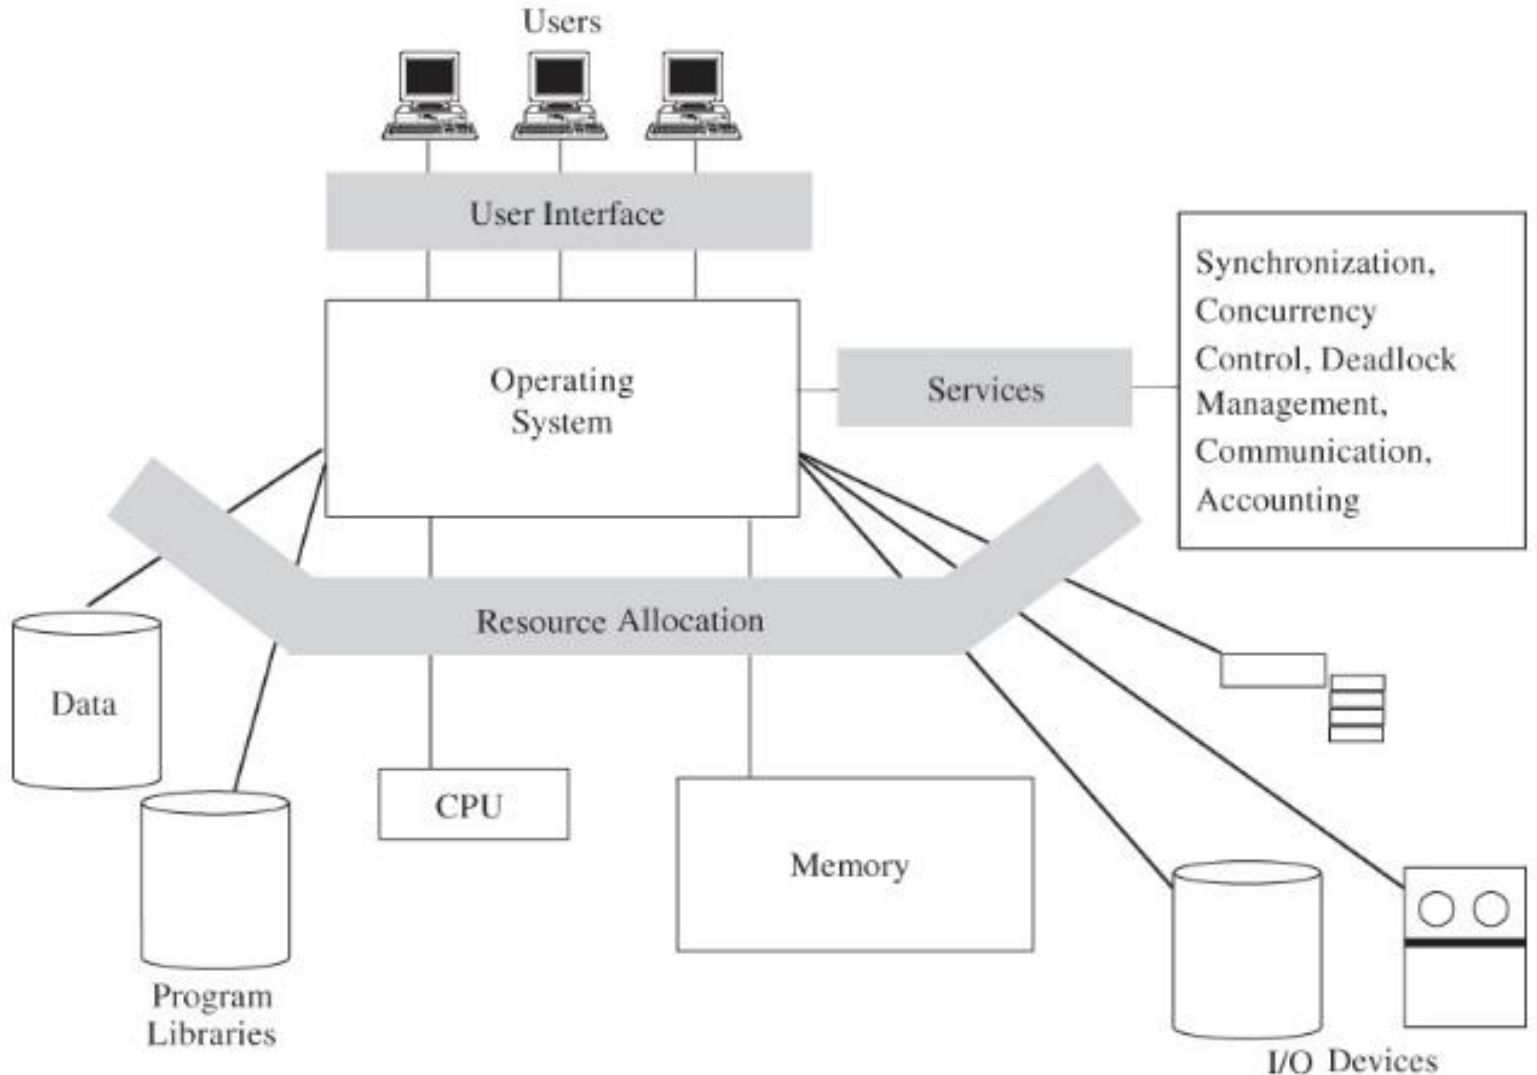 Users
User Interface
Operating
System
Services
Synchronization,
Concurrency
Control, Deadlock
Management,
Communication,
Accounting
Resource Allocation
Data
CPU
Memory
Program
Libraries
I/O Devices